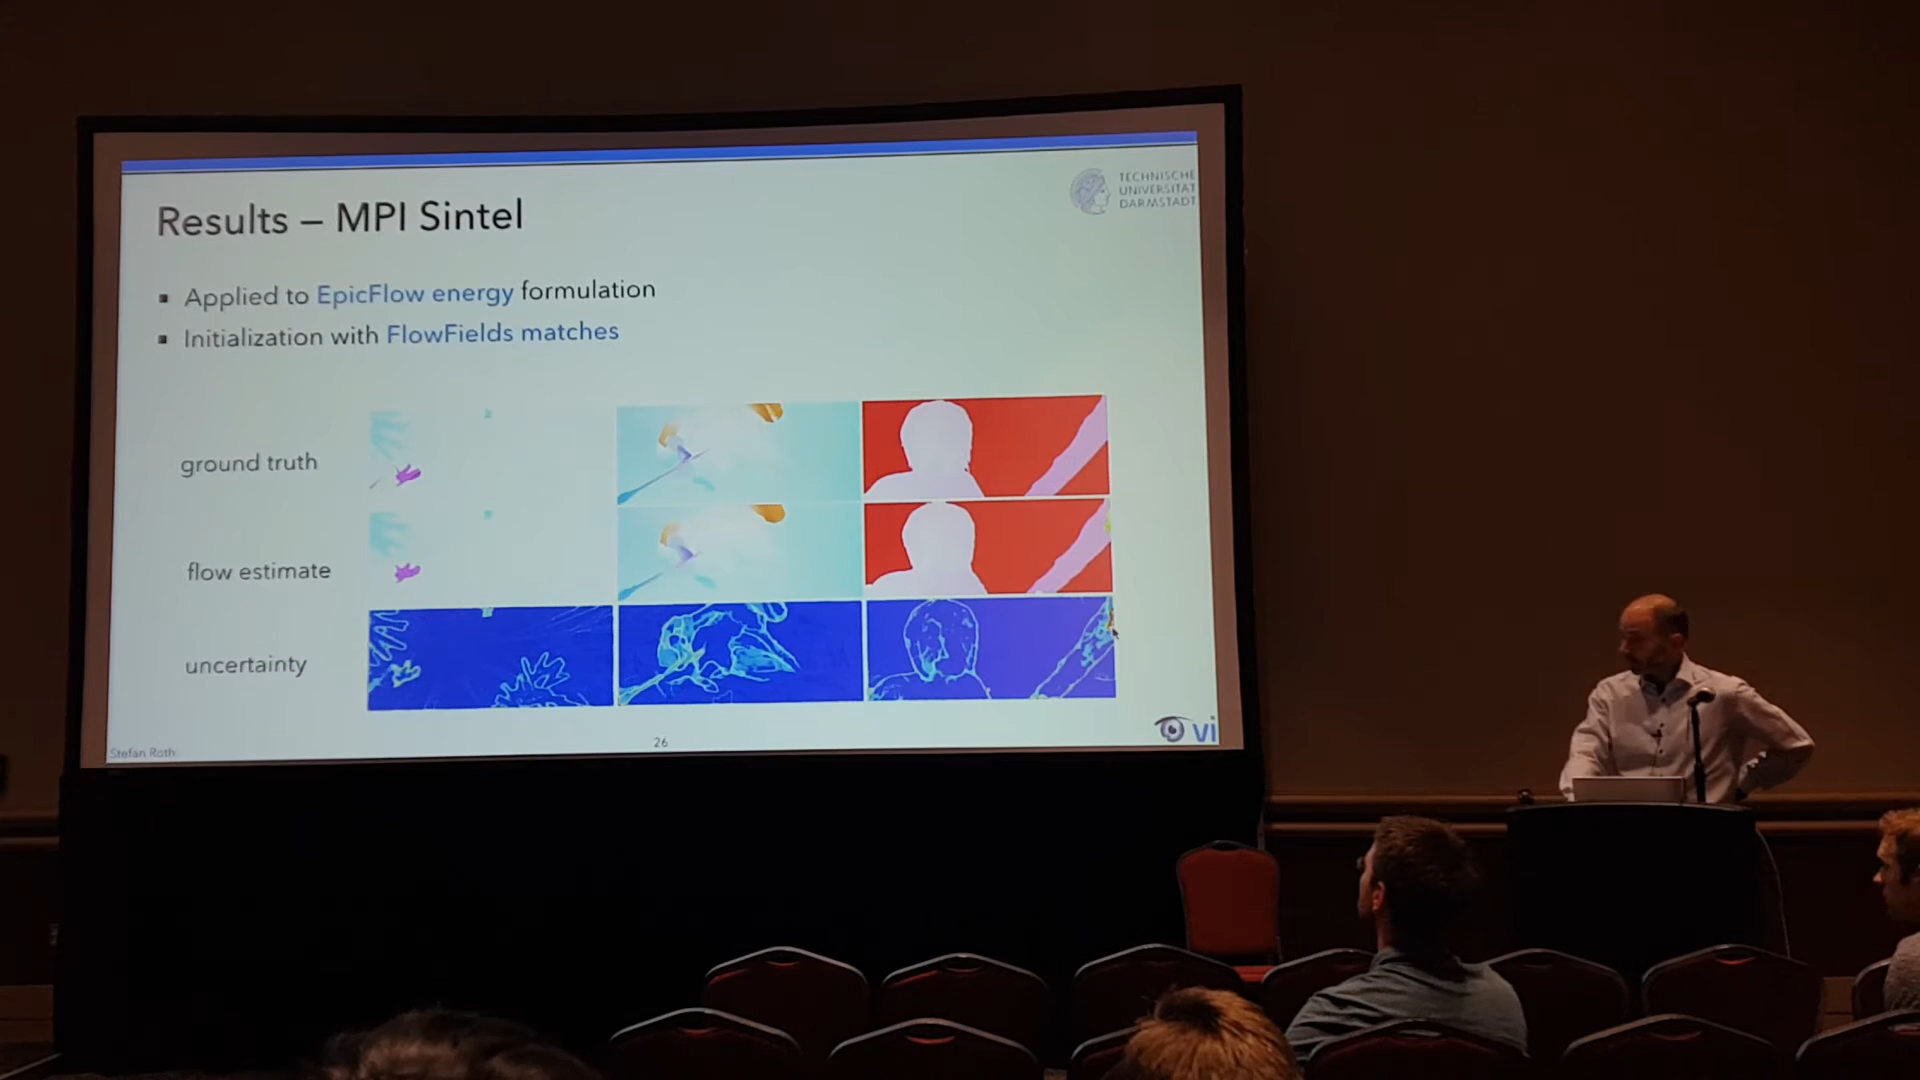 TECHNISCHE
UNIVERSITÄT
DARMSTADT
Results – MPI Sintel
▪ Applied to EpicFlow energy formulation
▪ Initialization with FlowFields matches
ground truth
flow estimate
uncertainty
Stefan Roth
26
vi